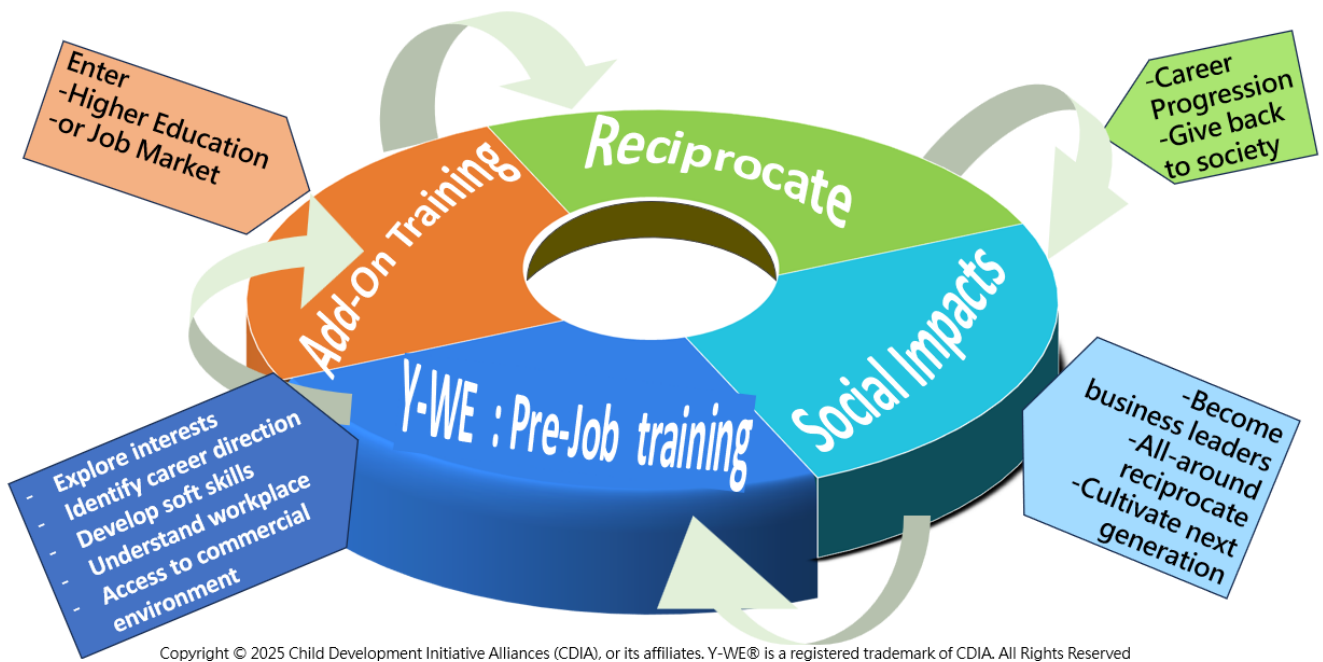 Enter
-Higher Education
-or Job Market
Reciprocate
-Career
Progression
-Give back
to society
Add-On Training
Social Impacts
Y-WE : Pre-Job training
- Explore interests
- Identify career direction
- Develop soft skills
- Understand workplace
- Access to commercial
environment
-Become
business leaders
-All-around
reciprocate
-Cultivate next
generation
Copyright © 2025 Child Development Initiative Alliances (CDIA), or its affiliates. Y-WE® is a registered trademark of CDIA. All Rights Reserved